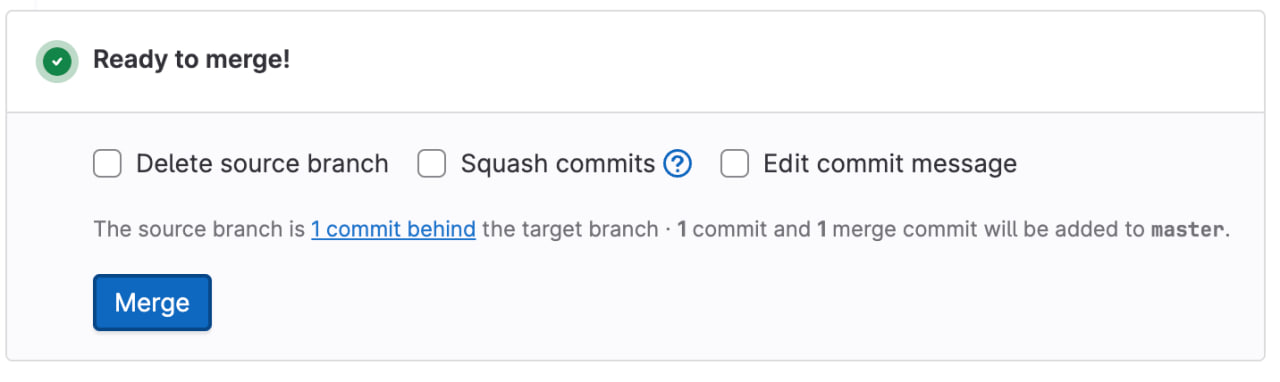 Ready to merge!
Delete source branch Squash commits ? Edit commit message
The source branch is 1 commit behind the target branch · 1 commit and 1 merge commit will be added to master.
Merge